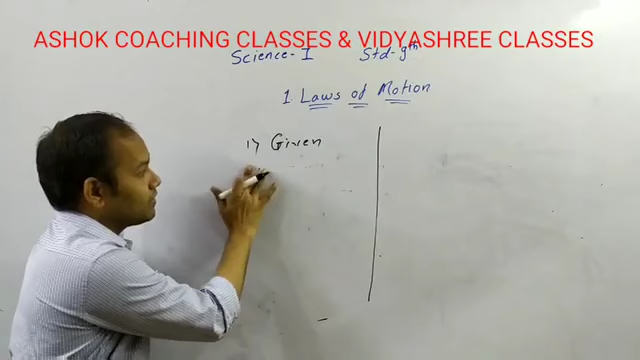 ASHOK COACHING CLASSES & VIDYASHREE CLASSES
Science-I Std-9th
1. Laws of Motion
1) Given